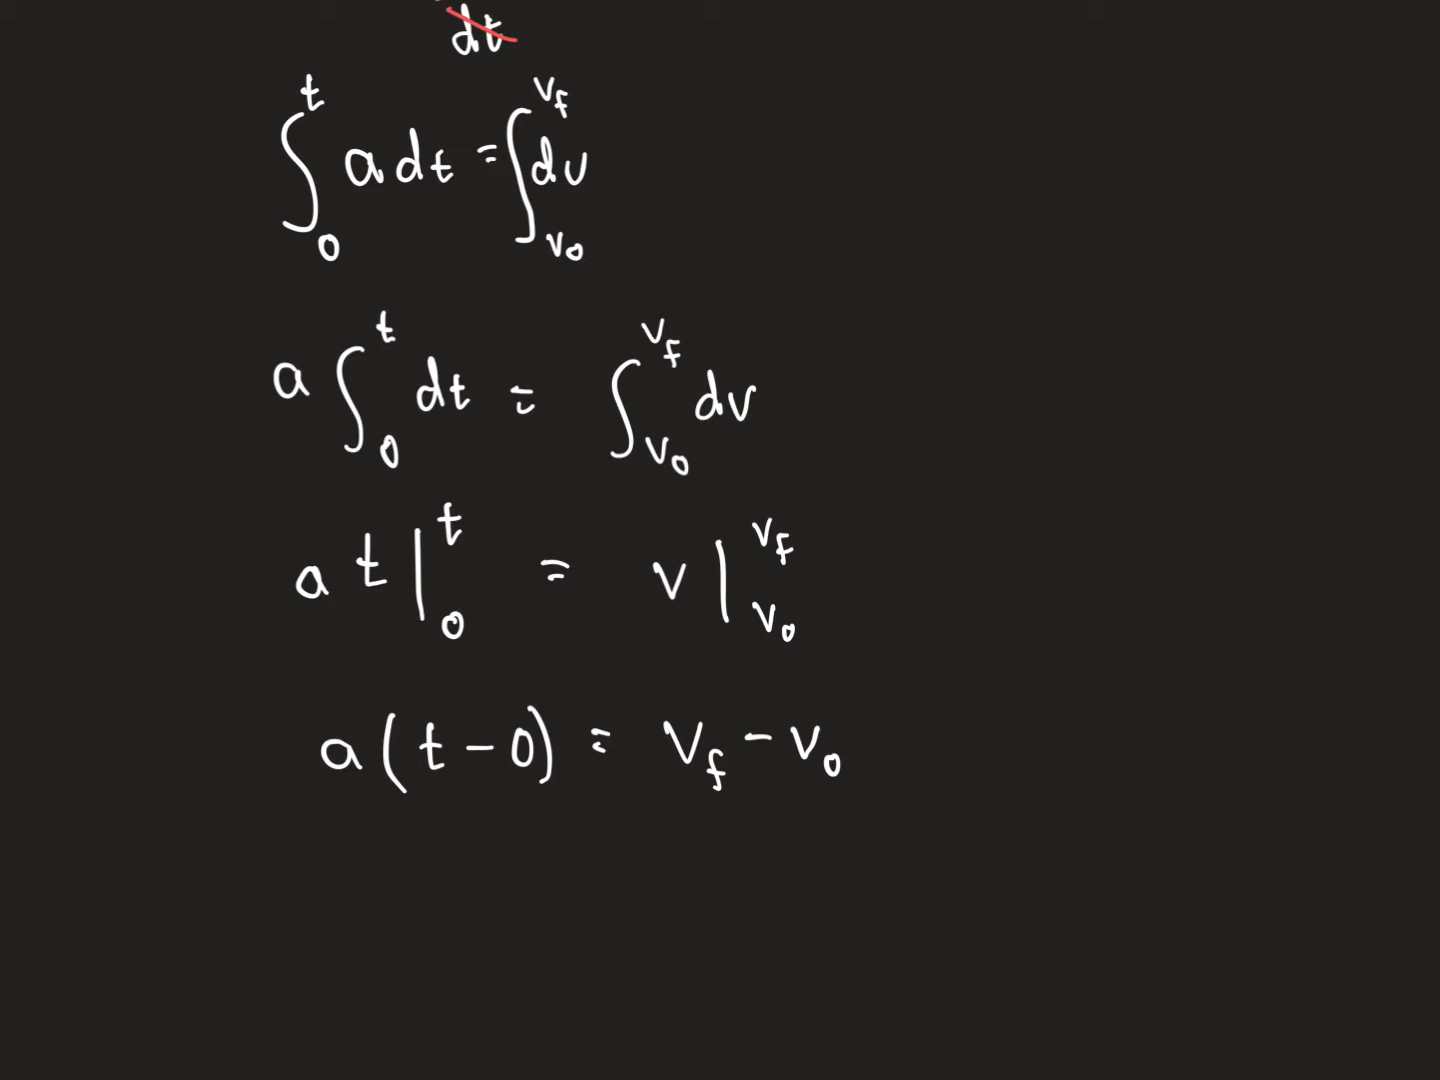 dt
∫₀ᵗ a dt = ∫_{v₀}^{v_f} dv
a ∫₀ᵗ dt = ∫_{v₀}^{v_f} dv
a t |₀ᵗ = v |_{v₀}^{v_f}
a(t - 0) = v_f - v₀